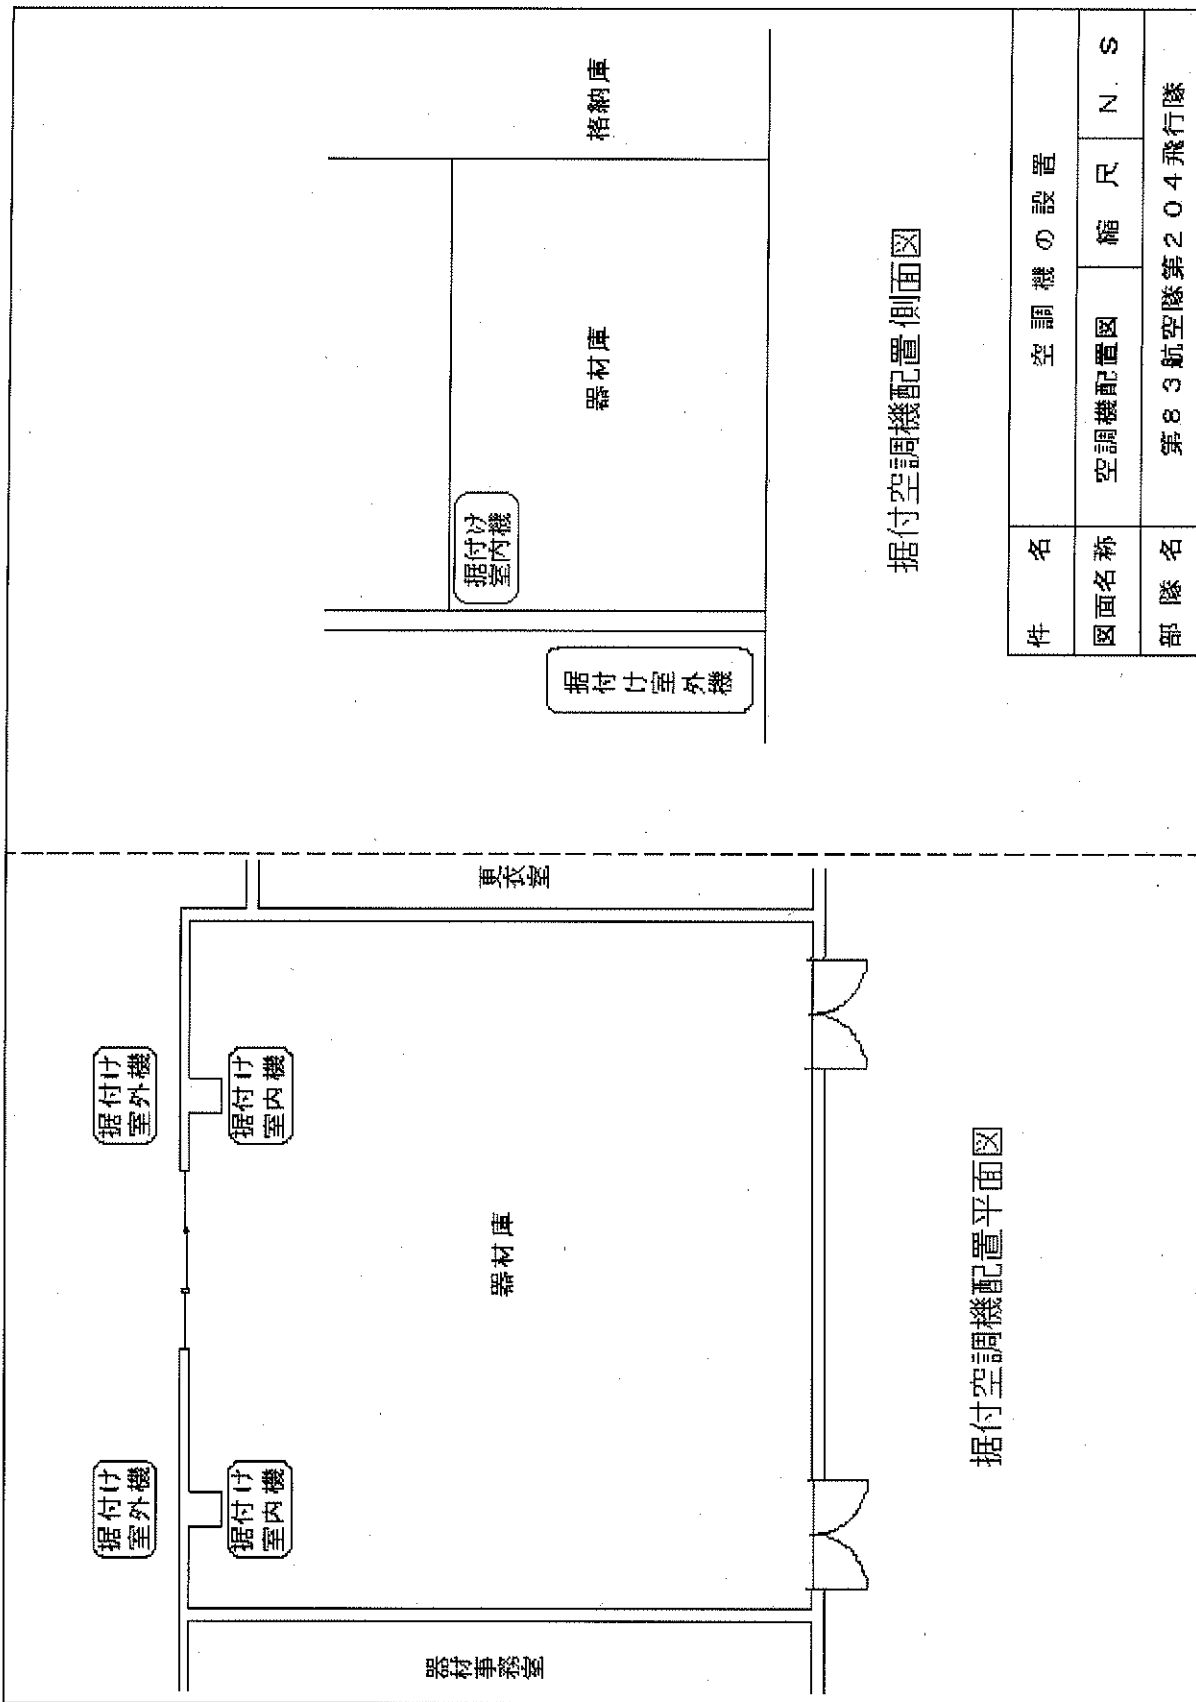 据付け
室外機
据付け
室内機
据付け
室外機
据付け
室内機
器材事務室
器材庫
更衣室
据付空調機配置平面図
据付け室外機
据付け
室内機
器材庫
格納庫
据付空調機配置側面図
件名 空調機の設置
図面名称 空調機配置図 縮尺 N.S
部隊名 第83航空隊第204飛行隊